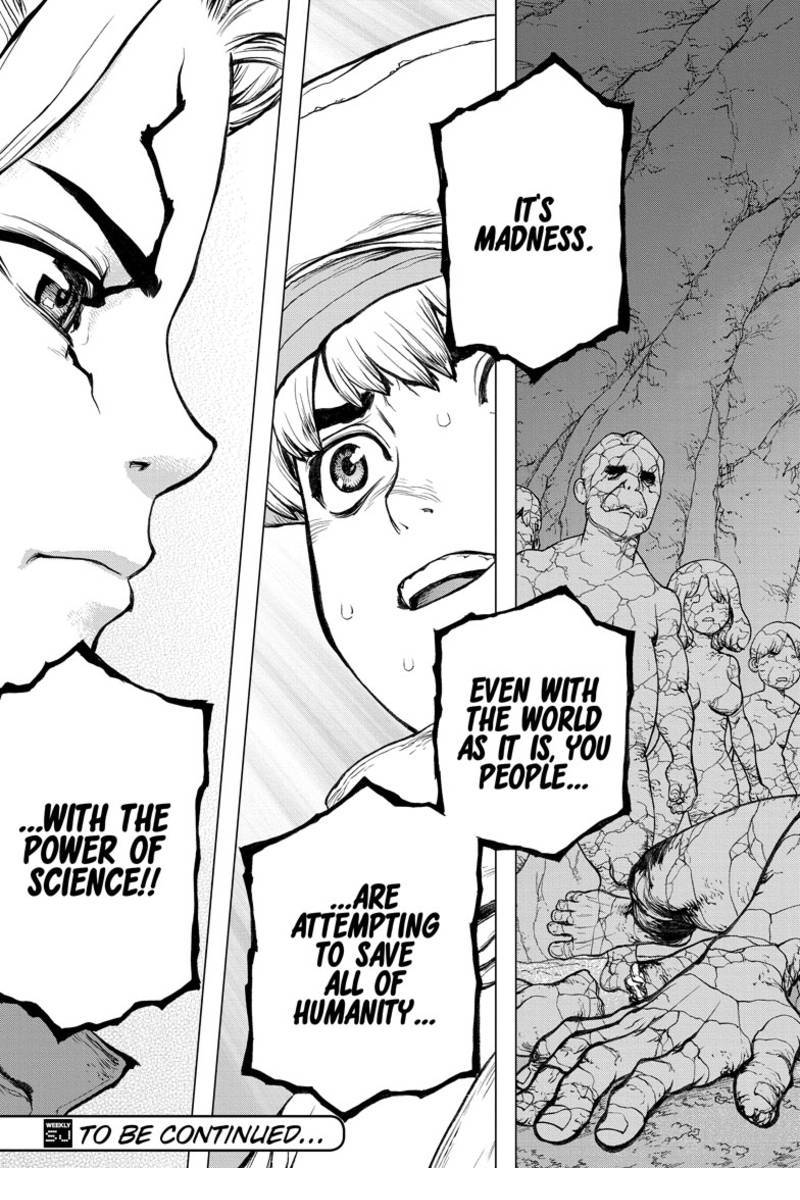 IT'S
MADNESS.
EVEN WITH
THE WORLD
AS IT IS, YOU
PEOPLE...
...ARE
ATTEMPTING
TO SAVE
ALL OF
HUMANITY...
...WITH THE
POWER OF
SCIENCE!!
WEEKLY
SJ
TO BE CONTINUED...